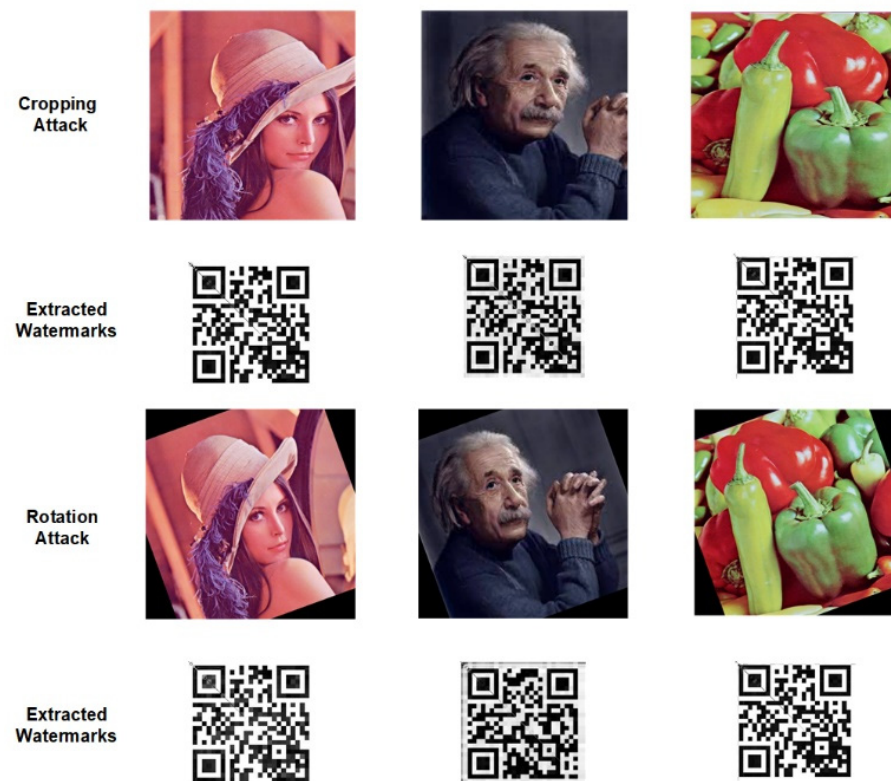 Cropping
Attack
Extracted
Watermarks
Rotation
Attack
Extracted
Watermarks